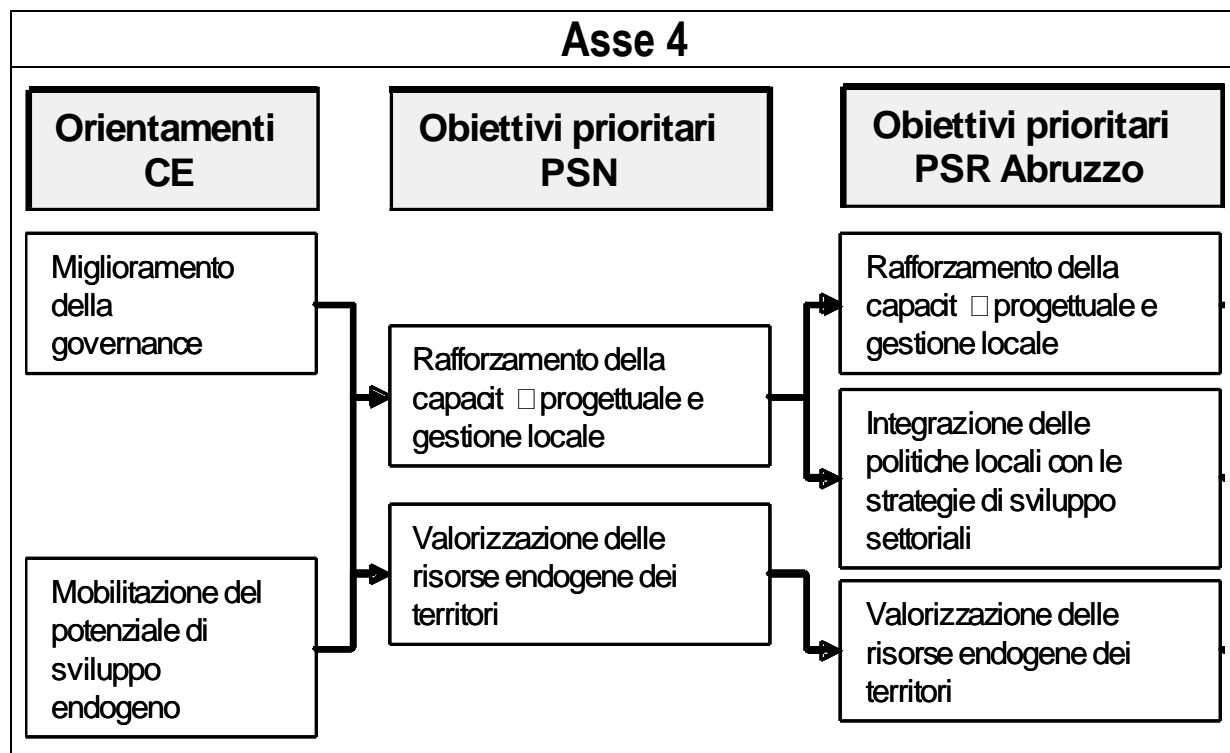 Asse 4
Orientamenti
CE
Obiettivi prioritari
PSN
Obiettivi prioritari
PSR Abruzzo
Miglioramento
della
governance
Mobilitazione del
potenziale di
sviluppo
endogeno
Rafforzamento della
capacit □ progettuale e
gestione locale
Valorizzazione delle
risorse endogene dei
territori
Rafforzamento della
capacit □ progettuale e
gestione locale
Integrazione delle
politiche locali con le
strategie di sviluppo
settoriali
Valorizzazione delle
risorse endogene dei
territori